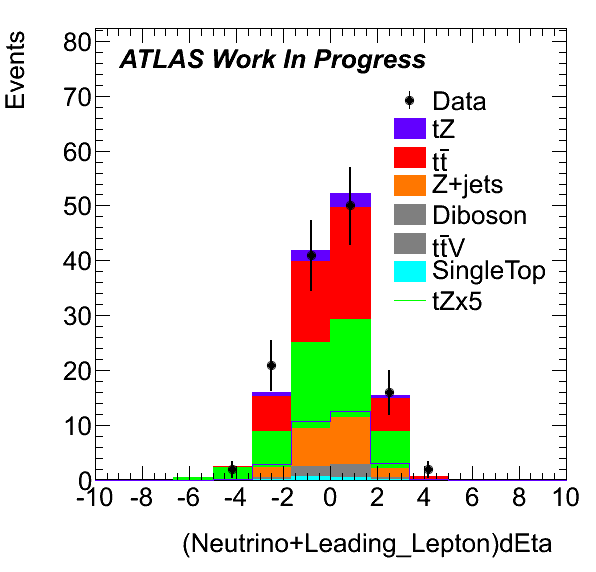 Events
80
70
60
50
40
30
20
10
0
ATLAS Work In Progress
Data
tZ
tt̄
Z+jets
Diboson
tt̄V
SingleTop
tZx5
-10 -8 -6 -4 -2 0 2 4 6 8 10
(Neutrino+Leading_Lepton)dEta